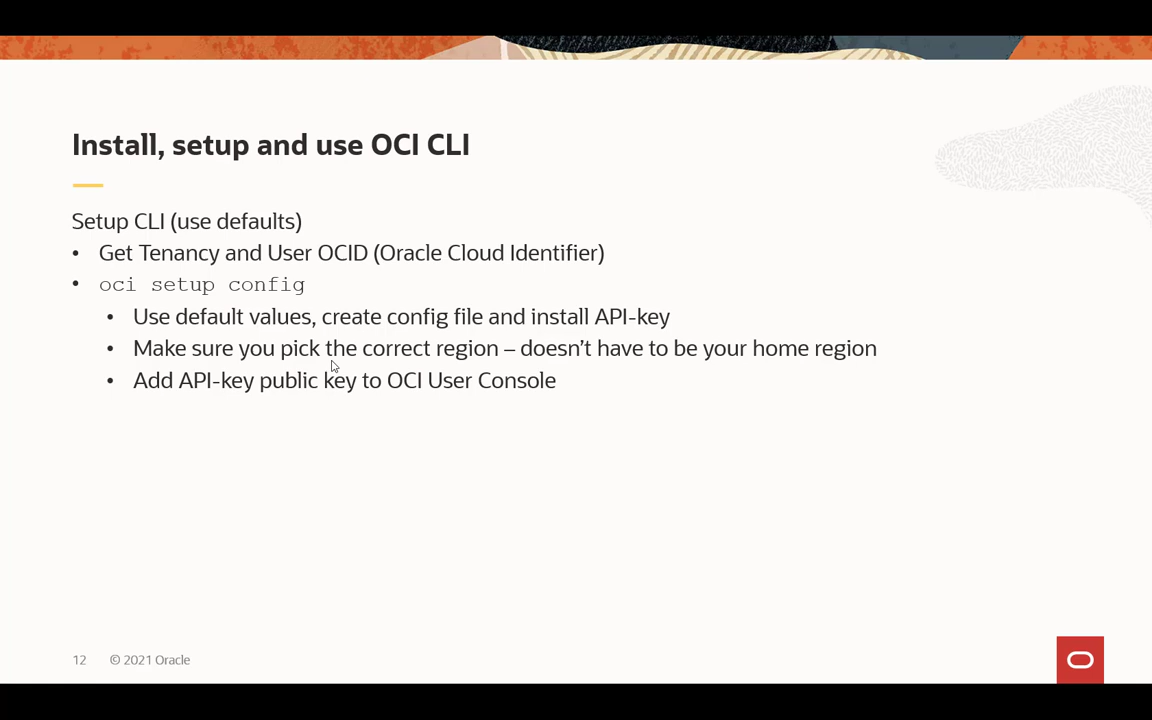 Install, setup and use OCI CLI
Setup CLI (use defaults)
• Get Tenancy and User OCID (Oracle Cloud Identifier)
• oci setup config
• Use default values, create config file and install API-key
• Make sure you pick the correct region – doesn’t have to be your home region
• Add API-key public key to OCI User Console
12 © 2021 Oracle